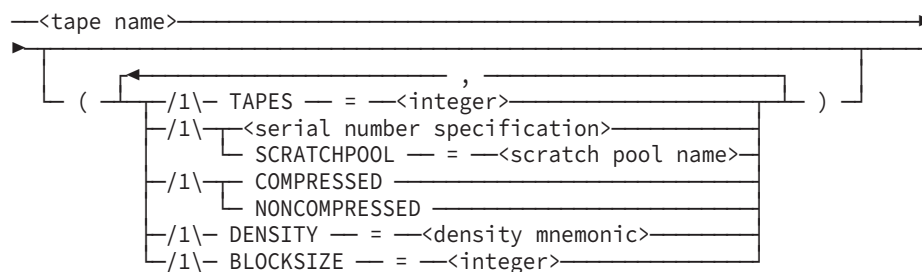 <tape name>
,
( /1\ TAPES = <integer> )
/1\ <serial number specification>
SCRATCHPOOL = <scratch pool name>
/1\ COMPRESSED
NONCOMPRESSED
/1\ DENSITY = <density mnemonic>
/1\ BLOCKSIZE = <integer>